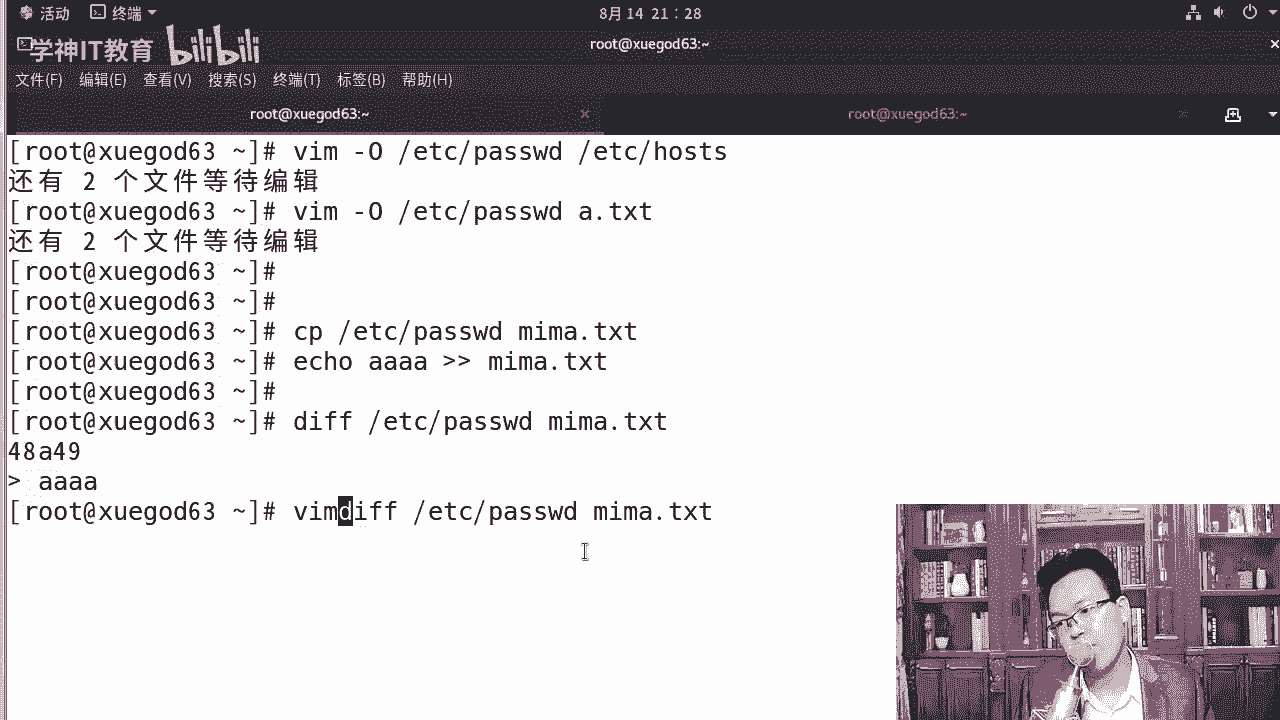 活动 终端
8月14 21：28
学神IT教育 bilibili
root@xuegod63:~
文件(F) 编辑(E) 查看(V) 搜索(S) 终端(T) 标签(B) 帮助(H)
root@xuegod63:~ × root@xuegod63:~ ×
[root@xuegod63 ~]# vim -O /etc/passwd /etc/hosts
还有 2 个文件等待编辑
[root@xuegod63 ~]# vim -O /etc/passwd a.txt
还有 2 个文件等待编辑
[root@xuegod63 ~]#
[root@xuegod63 ~]#
[root@xuegod63 ~]# cp /etc/passwd mima.txt
[root@xuegod63 ~]# echo aaaa >> mima.txt
[root@xuegod63 ~]#
[root@xuegod63 ~]# diff /etc/passwd mima.txt
48a49
> aaaa
[root@xuegod63 ~]# vimdiff /etc/passwd mima.txt